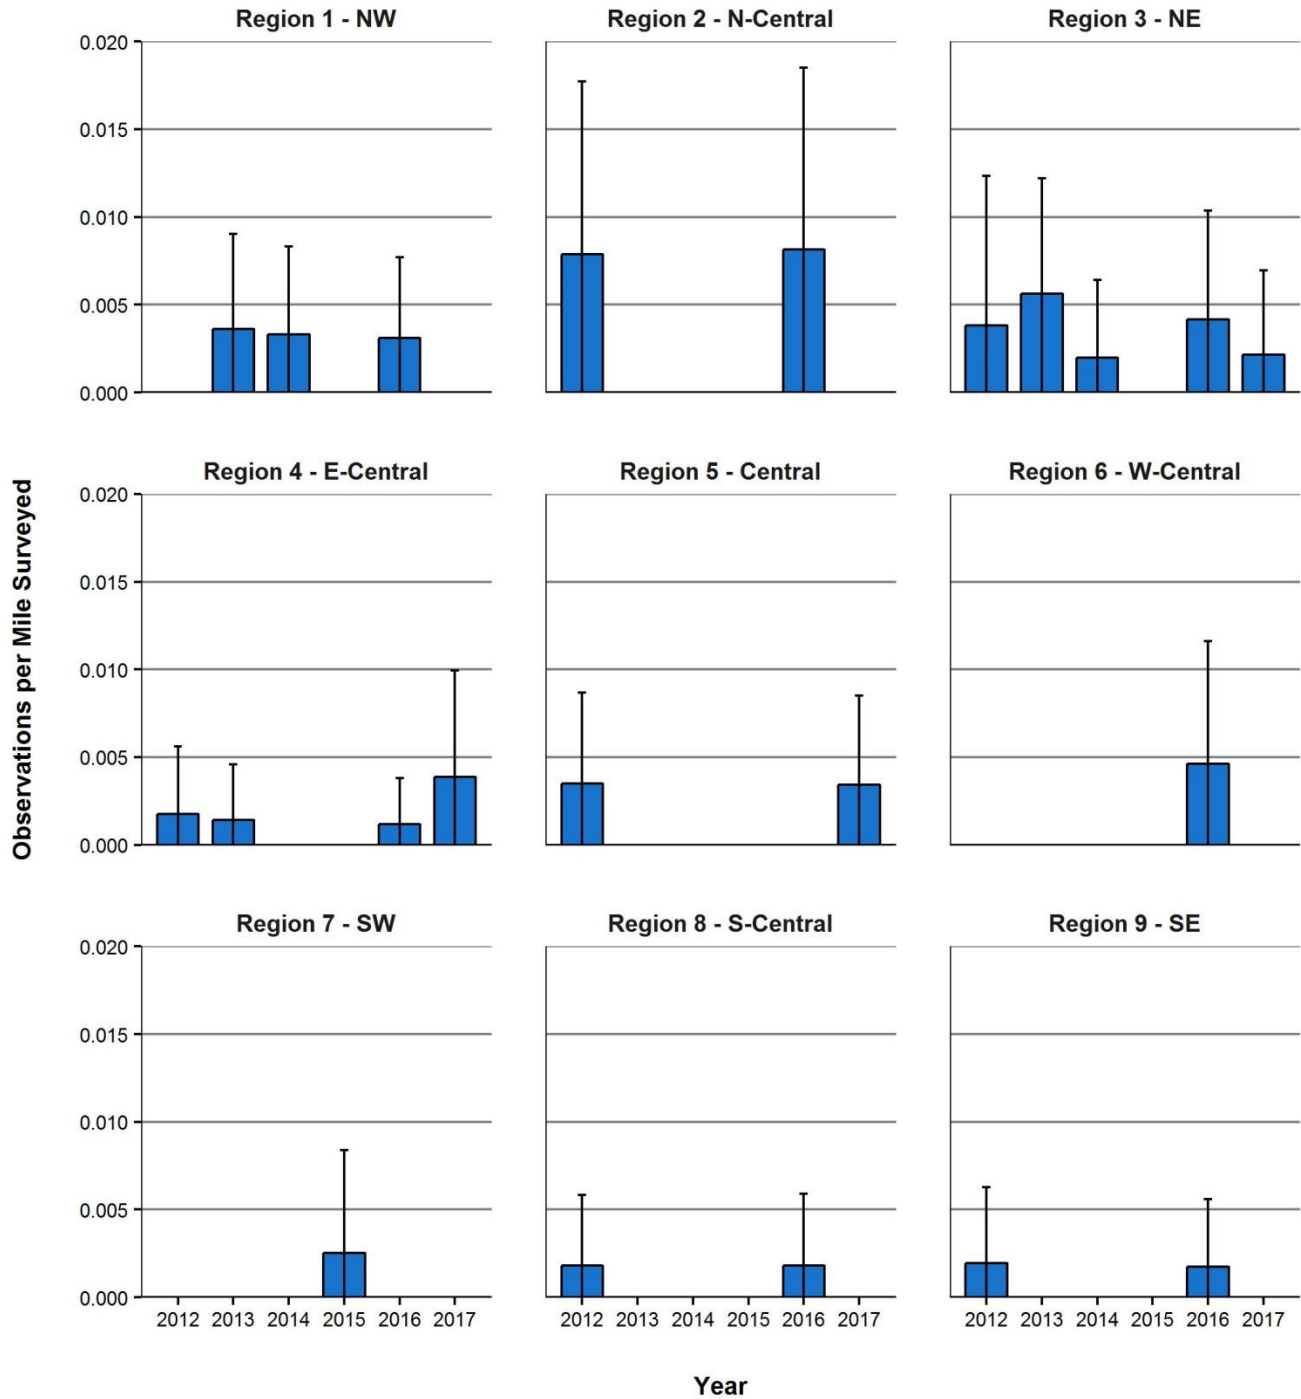 Region 1 - NW
Region 2 - N-Central
Region 3 - NE
0.020
0.015
0.010
0.005
0.000
Region 4 - E-Central
Region 5 - Central
Region 6 - W-Central
0.020
0.015
0.010
0.005
0.000
Observations per Mile Surveyed
Region 7 - SW
Region 8 - S-Central
Region 9 - SE
0.020
0.015
0.010
0.005
0.000
2012 2013 2014 2015 2016 2017
2012 2013 2014 2015 2016 2017
2012 2013 2014 2015 2016 2017
Year